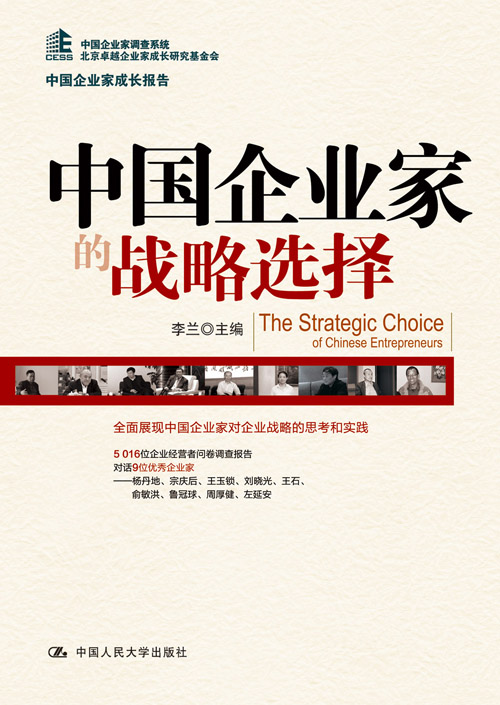 CESS
中国企业家调查系统
北京卓越企业家成长研究基金会
中国企业家成长报告
中国企业家
的战略选择
李兰◎主编
The Strategic Choice
of Chinese Entrepreneurs
全面展现中国企业家对企业战略的思考和实践
5 016位企业经营者问卷调查报告
对话9位优秀企业家
——杨丹地、宗庆后、王玉锁、刘晓光、王石、
俞敏洪、鲁冠球、周厚健、左延安
中国人民大学出版社